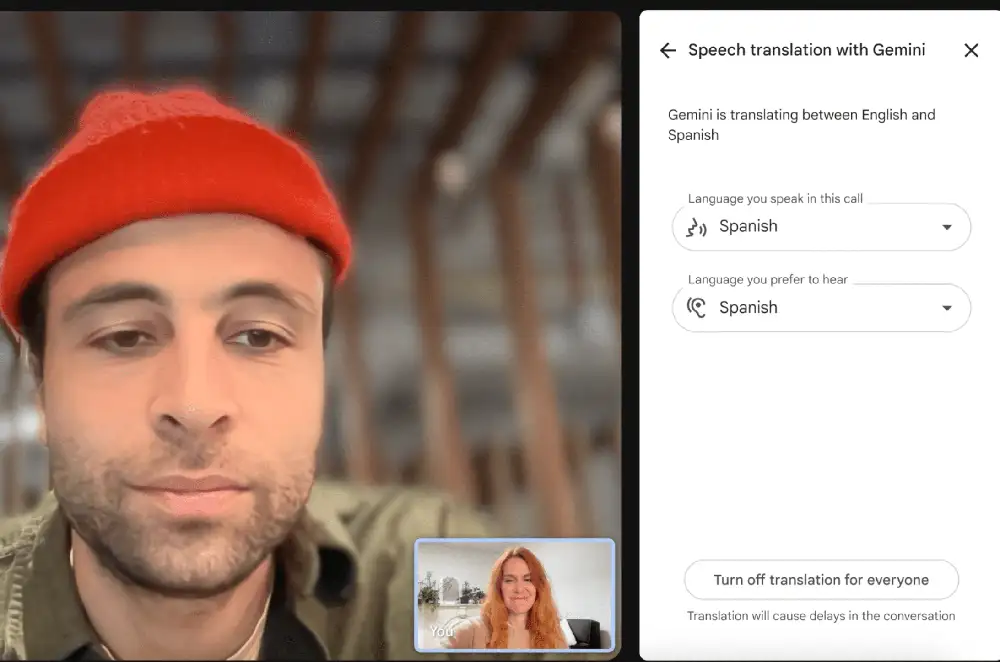 Speech translation with Gemini
Gemini is translating between English and
Spanish
Language you speak in this call
Spanish
Language you prefer to hear
Spanish
You
Turn off translation for everyone
Translation will cause delays in the conversation